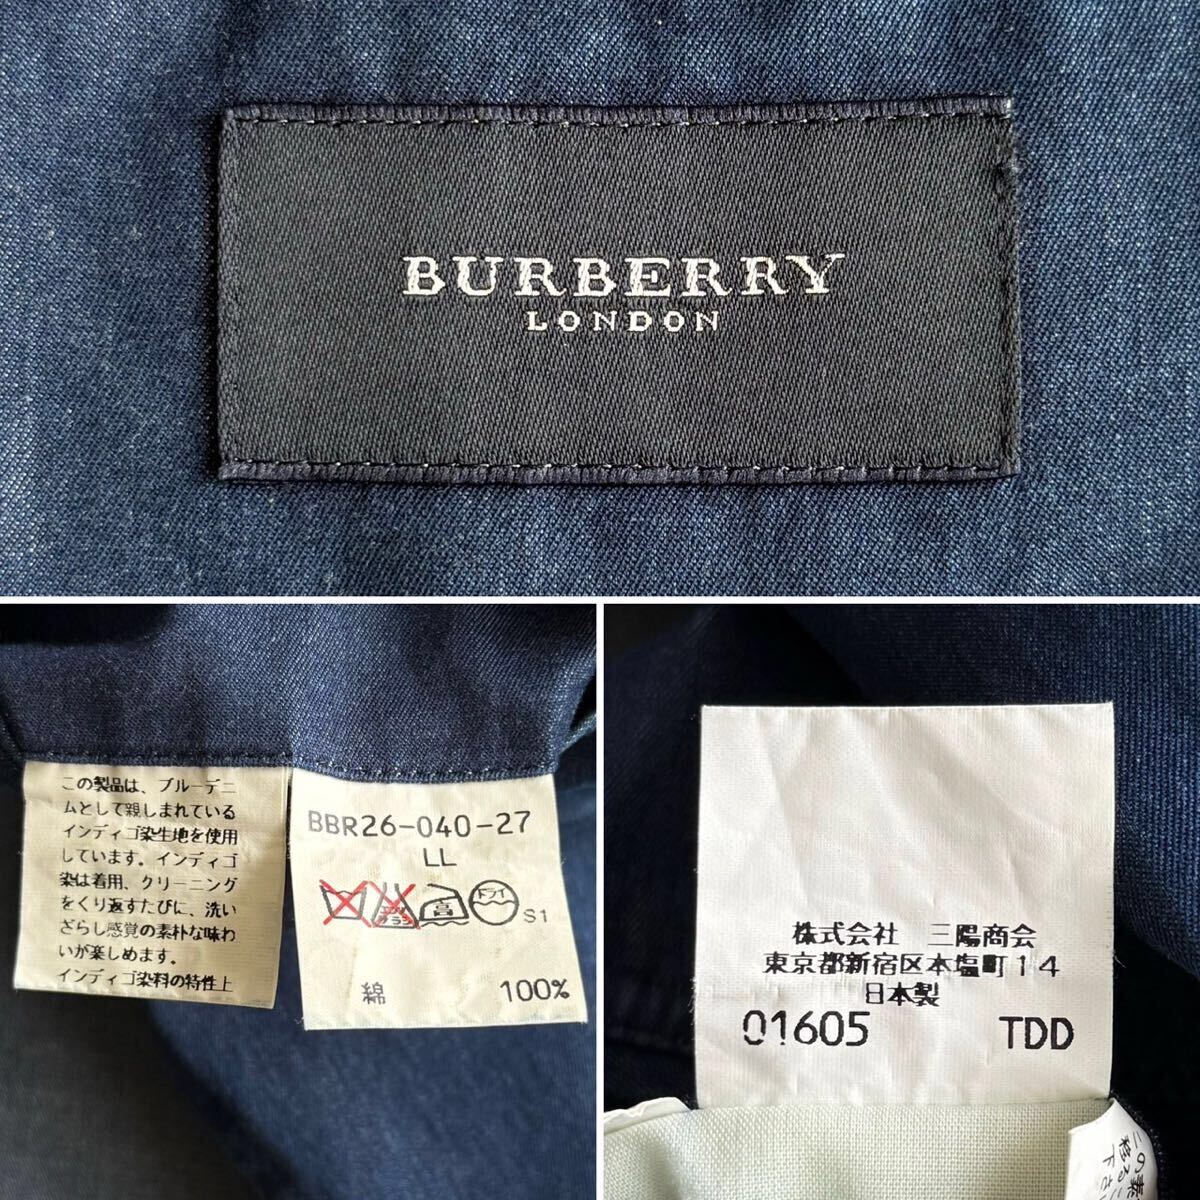 BURBERRY
LONDON
この製品は、ブルーデニ
ムとして親しまれている
インディゴ染生地を使用
しています。インディゴ
染は着用、クリーニング
をくり返すたびに、洗い
ざらし感覚の素朴な味わ
いが楽しめます。
インディゴ染料の特性上
BBR26-040-27
LL
高
ドライ
S1
綿 100%
株式会社 三陽商会
東京都新宿区本塩町14
日本製
01605 TDD